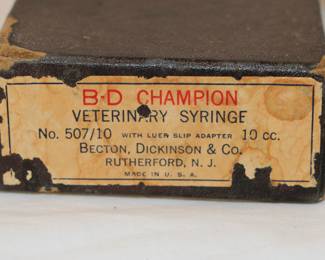 B-D CHAMPION
VETERINARY SYRINGE
No. 507/10 WITH LUER SLIP ADAPTER 10 CC.
BECTON, DICKINSON & CO.
RUTHERFORD, N. J.
MADE IN U. S. A.